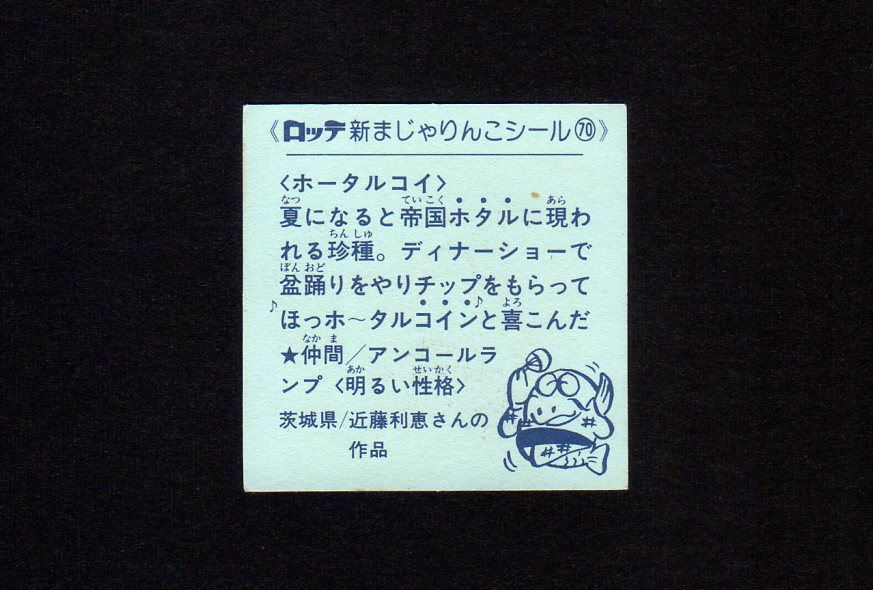 《ロッテ新まじゃりんこシール70》
〈ホータルコイ〉
夏になると帝国ホタルに現わ
れる珍種。ディナーショーで
盆踊りをやりチップをもらって
♪ほっホ〜タルコイン♪と喜こんだ
★仲間/アンコールラ
ンプ〈明るい性格〉
茨城県/近藤利恵さんの
作品